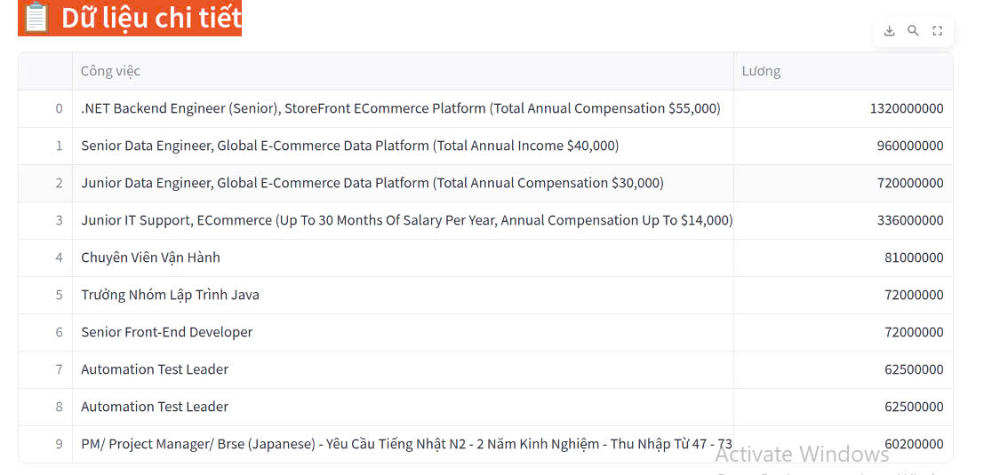 📋 Dữ liệu chi tiết
Công việc Lương
0 .NET Backend Engineer (Senior), StoreFront ECommerce Platform (Total Annual Compensation $55,000) 1320000000
1 Senior Data Engineer, Global E-Commerce Data Platform (Total Annual Income $40,000) 960000000
2 Junior Data Engineer, Global E-Commerce Data Platform (Total Annual Compensation $30,000) 720000000
3 Junior IT Support, ECommerce (Up To 30 Months Of Salary Per Year, Annual Compensation Up To $14,000) 336000000
4 Chuyên Viên Vận Hành 81000000
5 Trưởng Nhóm Lập Trình Java 72000000
6 Senior Front-End Developer 72000000
7 Automation Test Leader 62500000
8 Automation Test Leader 62500000
9 PM/ Project Manager/ Brse (Japanese) - Yêu Cầu Tiếng Nhật N2 - 2 Năm Kinh Nghiệm - Thu Nhập Từ 47 - 73 60200000
Activate Windows